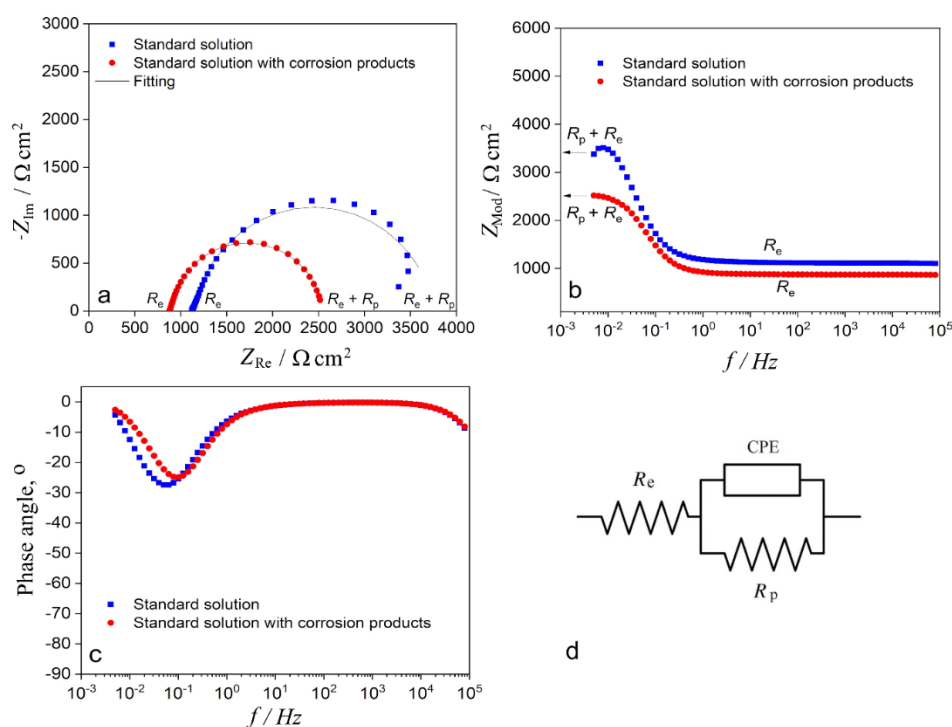 3000
2500
2000
1500
1000
500
0
-Z_Im / Ω cm²
Standard solution
Standard solution with corrosion products
Fitting
a
R_e
R_e
R_e + R_p
R_e + R_p
0 500 1000 1500 2000 2500 3000 3500 4000
Z_Re / Ω cm²
6000
5000
4000
3000
2000
1000
Z_Mod / Ω cm²
Standard solution
Standard solution with corrosion products
R_p + R_e
R_p + R_e
R_e
R_e
b
10⁻³ 10⁻² 10⁻¹ 10⁰ 10¹ 10² 10³ 10⁴ 10⁵
f / Hz
0
-10
-20
-30
-40
-50
-60
-70
-80
-90
Phase angle, o
Standard solution
Standard solution with corrosion products
c
10⁻³ 10⁻² 10⁻¹ 10⁰ 10¹ 10² 10³ 10⁴ 10⁵
f / Hz
CPE
R_e
R_p
d